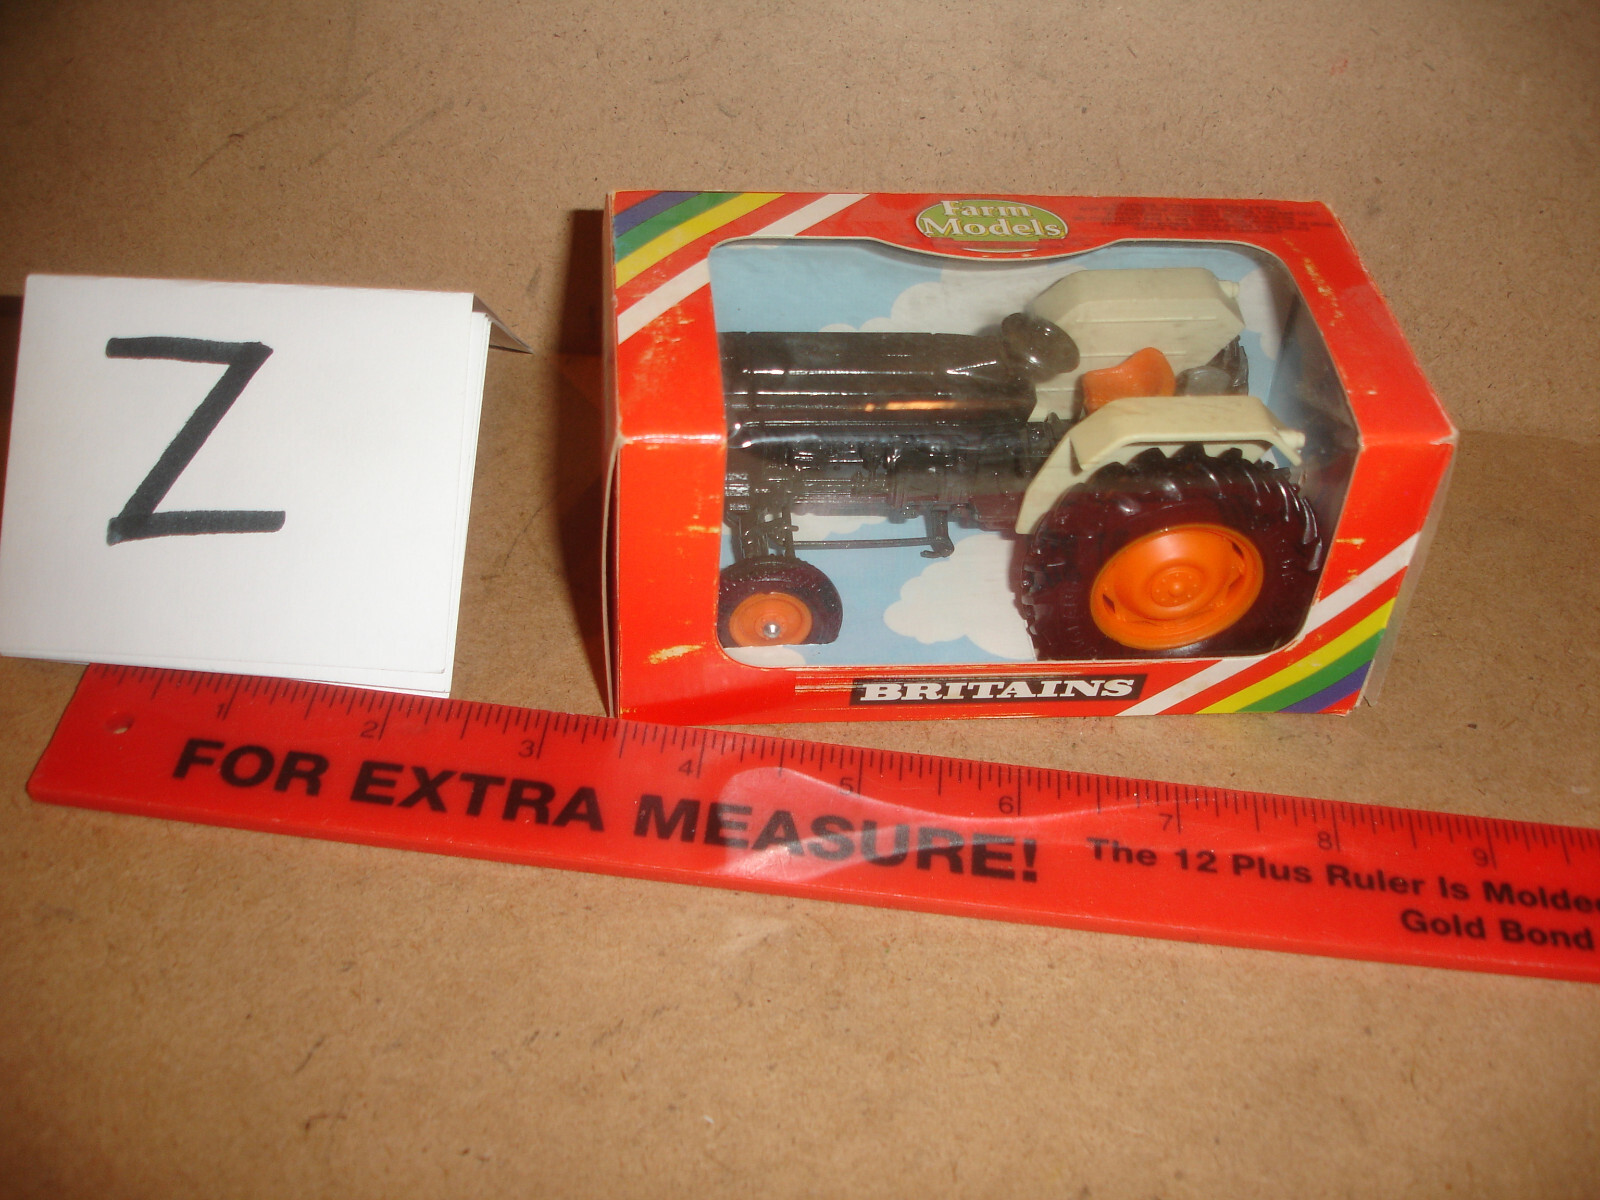 Z
Farm
Models
BRITAINS
1 2 3 4 5 6 7 8 9
FOR EXTRA MEASURE!
The 12 Plus Ruler Is Molded
Gold Bond